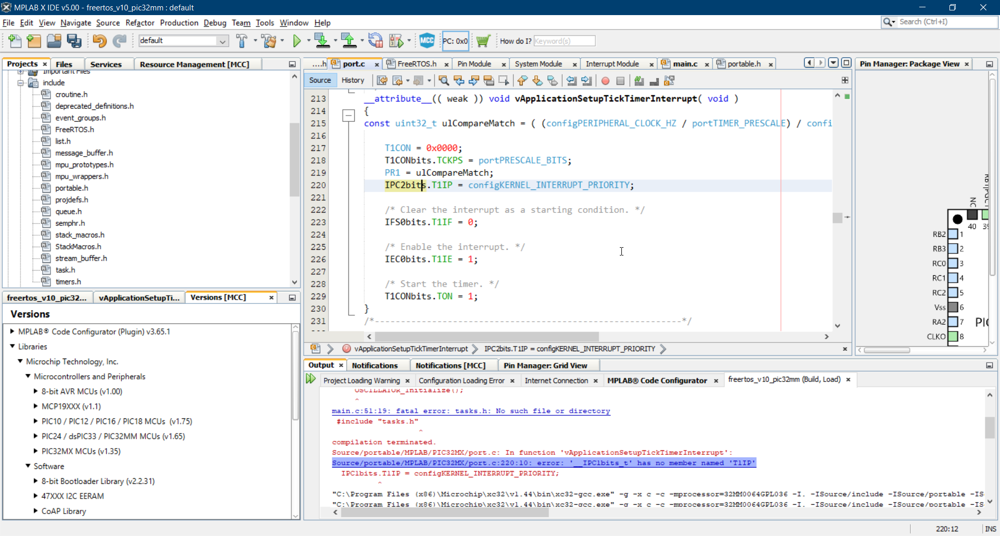 MPLAB X IDE v5.00 - freertos_v10_pic32mm : default
File Edit View Navigate Source Refactor Production Debug Team Tools Window Help
Search (Ctrl+I)
default
MCC
PC: 0x0
How do I? Keyword(s)
Projects Files Services Resource Management [MCC]
Important Files
include
croutine.h
deprecated_definitions.h
event_groups.h
FreeRTOS.h
list.h
message_buffer.h
mpu_prototypes.h
mpu_wrappers.h
portable.h
projdefs.h
queue.h
semphr.h
stack_macros.h
StackMacros.h
stream_buffer.h
task.h
timers.h
freertos_v10_pic32... vApplicationSetupTi... Versions [MCC]
Versions
MPLAB® Code Configurator (Plugin) v3.65.1
Libraries
Microchip Technology, Inc.
Microcontrollers and Peripherals
8-bit AVR MCUs (v1.00)
MCP19XXX (v1.1)
PIC10 / PIC12 / PIC16 / PIC18 MCUs (v1.75)
PIC24 / dsPIC33 / PIC32MM MCUs (v1.65)
PIC32MX MCUs (v1.35)
Software
8-bit Bootloader Library (v2.2.31)
47XXX I2C EERAM
CoAP Library
....h port.c FreeRTOS.h Pin Module System Module Interrupt Module main.c portable.h
Source History
213 __attribute__(( weak )) void vApplicationSetupTickTimerInterrupt( void )
214 {
215 const uint32_t ulCompareMatch = ( (configPERIPHERAL_CLOCK_HZ / portTIMER_PRESCALE) / confi
216
217 T1CON = 0x0000;
218 T1CONbits.TCKPS = portPRESCALE_BITS;
219 PR1 = ulCompareMatch;
220 IPC2bits.T1IP = configKERNEL_INTERRUPT_PRIORITY;
221
222 /* Clear the interrupt as a starting condition. */
223 IFS0bits.T1IF = 0;
224
225 /* Enable the interrupt. */
226 IEC0bits.T1IE = 1;
227
228 /* Start the timer. */
229 T1CONbits.TON = 1;
230 }
231 /*-----------------------------------------------------------*/
vApplicationSetupTickTimerInterrupt IPC2bits.T1IP = configKERNEL_INTERRUPT_PRIORITY
Pin Manager: Package View
NC
40
RB2 1
RB3 2
RC0 3
RC1 4
RC2 5
Vss 6
RA2 7
CLKO 8
Output Notifications Notifications [MCC] Pin Manager: Grid View
Project Loading Warning Configuration Loading Error Internet Connection MPLAB® Code Configurator freertos_v10_pic32mm (Build, Load)
OSCILLATOR_Initialize();
^
main.c:51:19: fatal error: tasks.h: No such file or directory
#include "tasks.h"
^
compilation terminated.
Source/portable/MPLAB/PIC32MX/port.c: In function 'vApplicationSetupTickTimerInterrupt':
Source/portable/MPLAB/PIC32MX/port.c:220:10: error: '__IPC1bits_t' has no member named 'T1IP'
IPC1bits.T1IP = configKERNEL_INTERRUPT_PRIORITY;
^
"C:\Program Files (x86)\Microchip\xc32\v1.44\bin\xc32-gcc.exe" -g -x c -c -mprocessor=32MM0064GPL036 -I. -ISource/include -ISource/portable -IS
"C:\Program Files (x86)\Microchip\xc32\v1.44\bin\xc32-gcc.exe" -g -x c -c -mprocessor=32MM0064GPL036 -I. -ISource/include -ISource/portable -IS
220:12 INS